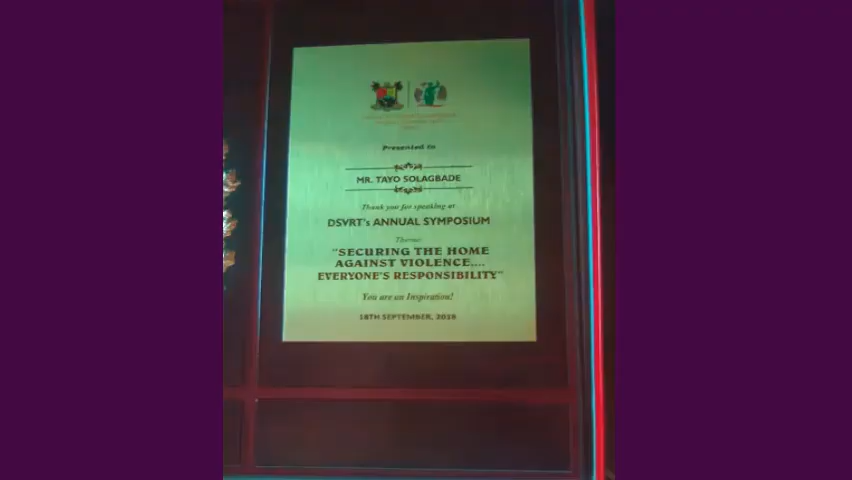 Presented to
MR. TAYO SOLAGBADE
Thank you for speaking at
DSVRT's ANNUAL SYMPOSIUM
Theme:
"SECURING THE HOME
AGAINST VIOLENCE....
EVERYONE'S RESPONSIBILITY"
You are an Inspiration!
18TH SEPTEMBER,